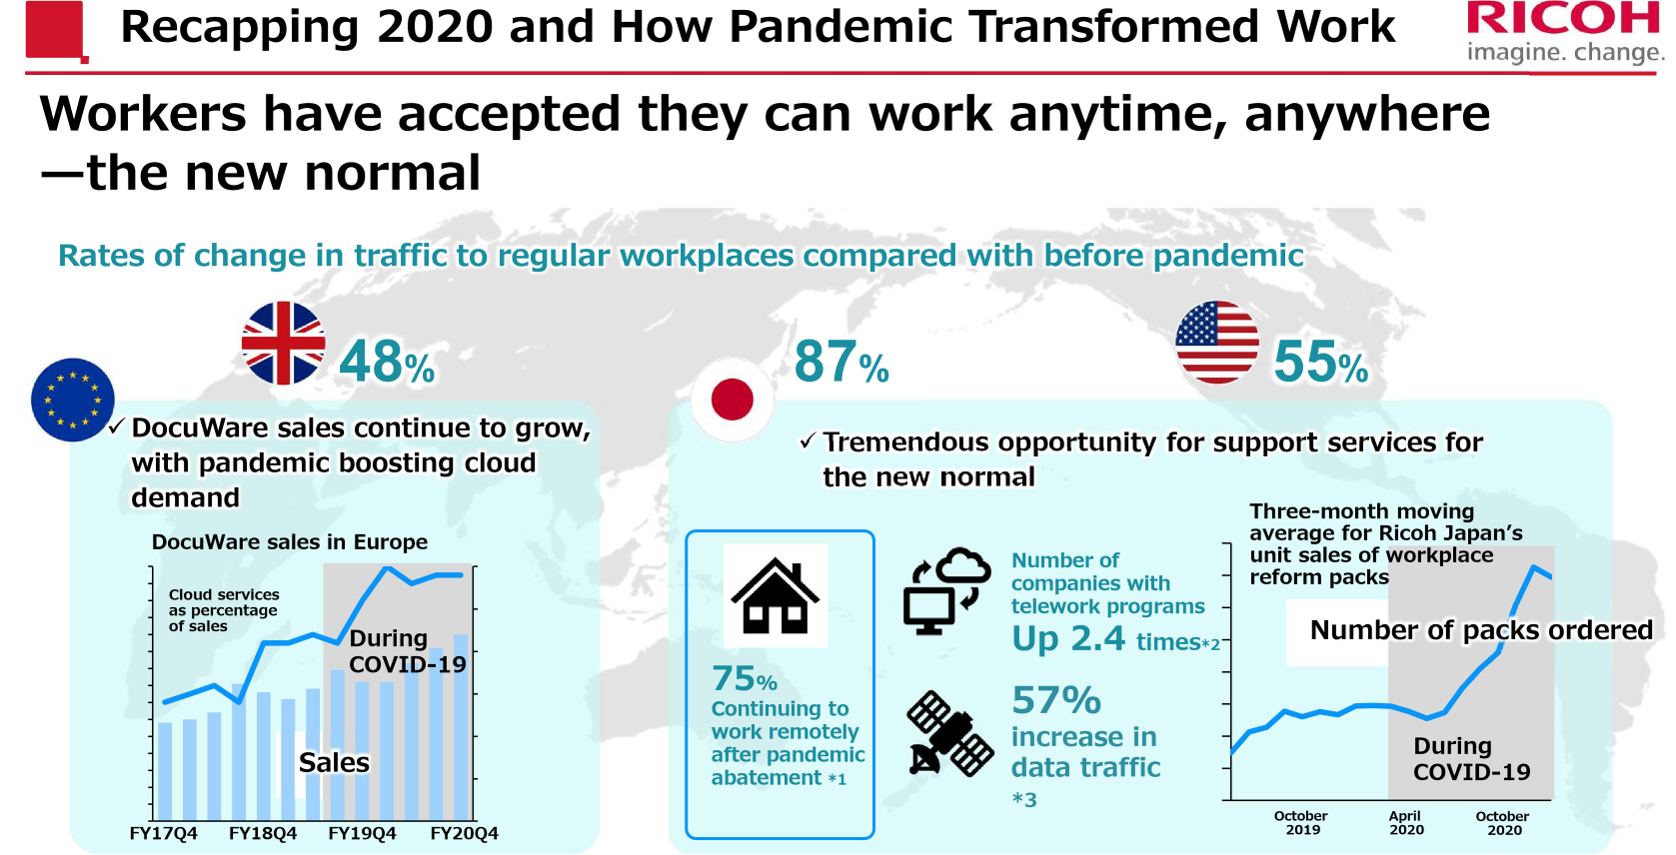 Recapping 2020 and How Pandemic Transformed Work
RICOH
imagine. change.
Workers have accepted they can work anytime, anywhere
—the new normal
Rates of change in traffic to regular workplaces compared with before pandemic
48%
87%
55%
✓ DocuWare sales continue to grow,
with pandemic boosting cloud
demand
DocuWare sales in Europe
Cloud services
as percentage
of sales
During
COVID-19
Sales
FY17Q4 FY18Q4 FY19Q4 FY20Q4
✓ Tremendous opportunity for support services for
the new normal
75%
Continuing to
work remotely
after pandemic
abatement *1
Number of
companies with
telework programs
Up 2.4 times*2
57%
increase in
data traffic
*3
Three-month moving
average for Ricoh Japan’s
unit sales of workplace
reform packs
Number of packs ordered
During
COVID-19
October
2019
April
2020
October
2020